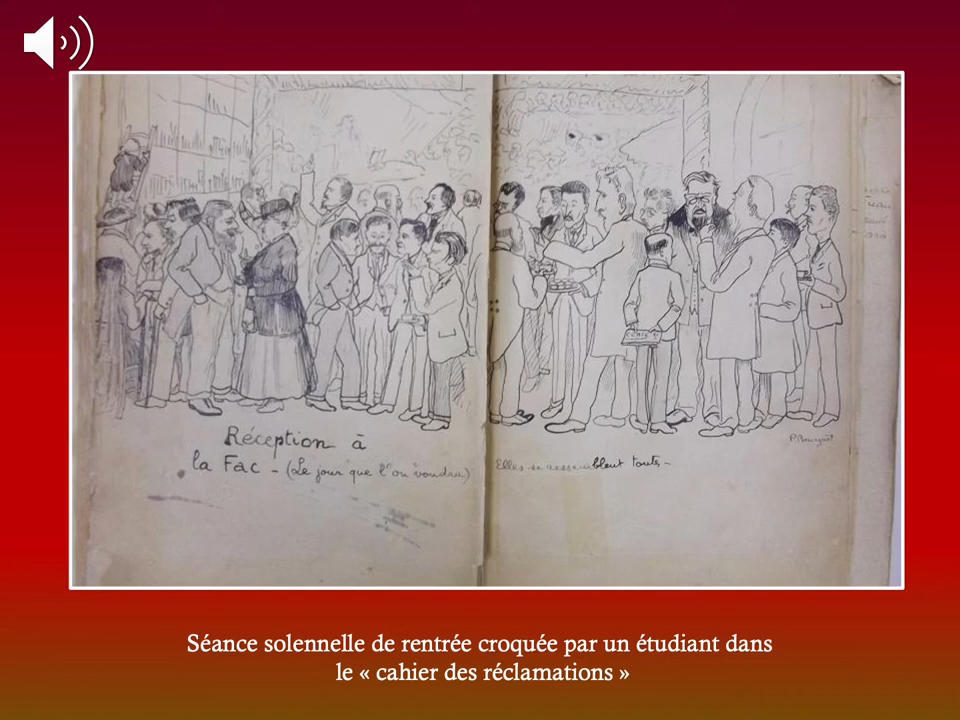 Réception à
la Fac - (Le jour que l'on voudra)
Elles se ressemblent toutes -
Séance solennelle de rentrée croquée par un étudiant dans
le « cahier des réclamations »